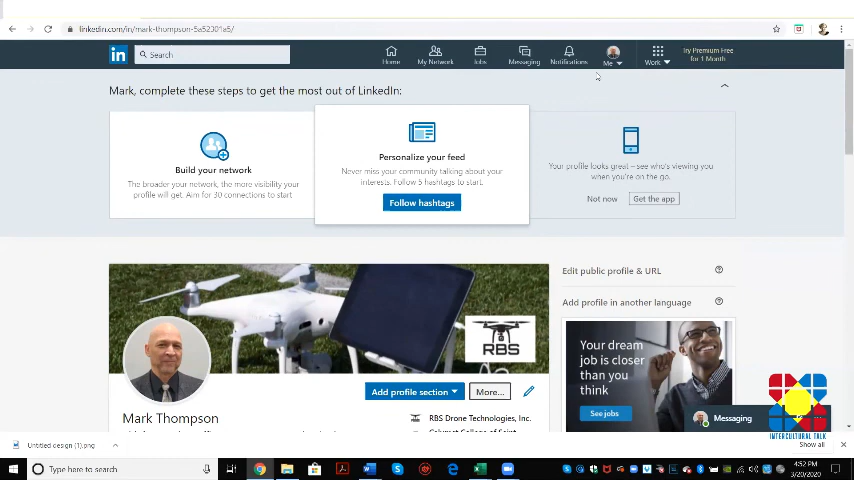 linkedin.com/in/mark-thompson-5a52301a5/
in
Search
Home
My Network
Jobs
Messaging
Notifications
Me
Work
Try Premium Free
for 1 Month
Mark, complete these steps to get the most out of LinkedIn:
Build your network
The broader your network, the more visibility your
profile will get. Aim for 30 connections to start
Personalize your feed
Never miss your community talking about your
interests. Follow 5 hashtags to start.
Follow hashtags
Your profile looks great – see who's viewing you
when you're on the go.
Not now
Get the app
RBS
Edit public profile & URL
Add profile in another language
Your dream
job is closer
than you
think
See jobs
Add profile section
More...
Mark Thompson
RBS Drone Technologies, Inc.
Messaging
INTERCULTURAL TALK
Untitled design (1).png
Show all
Type here to search
4:52 PM
3/20/2020